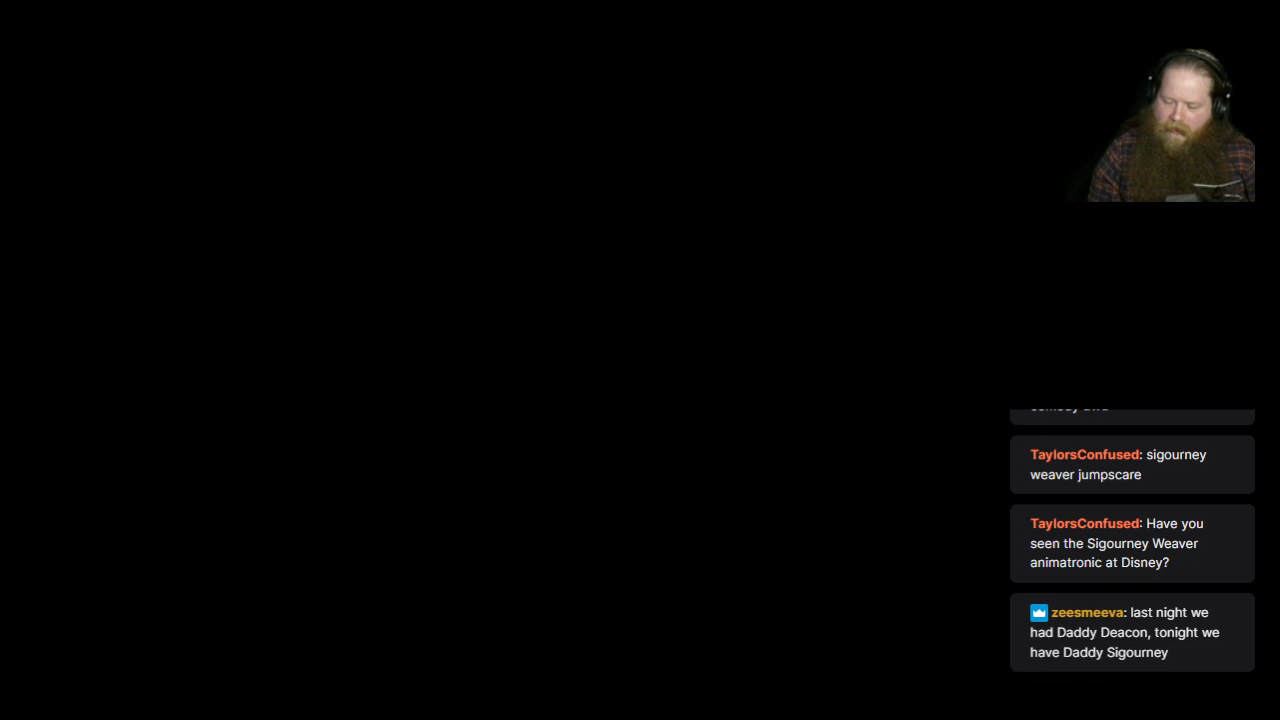 TaylorsConfused: sigourney
weaver jumpscare
TaylorsConfused: Have you
seen the Sigourney Weaver
animatronic at Disney?
zeesmeeva: last night we
had Daddy Deacon, tonight we
have Daddy Sigourney